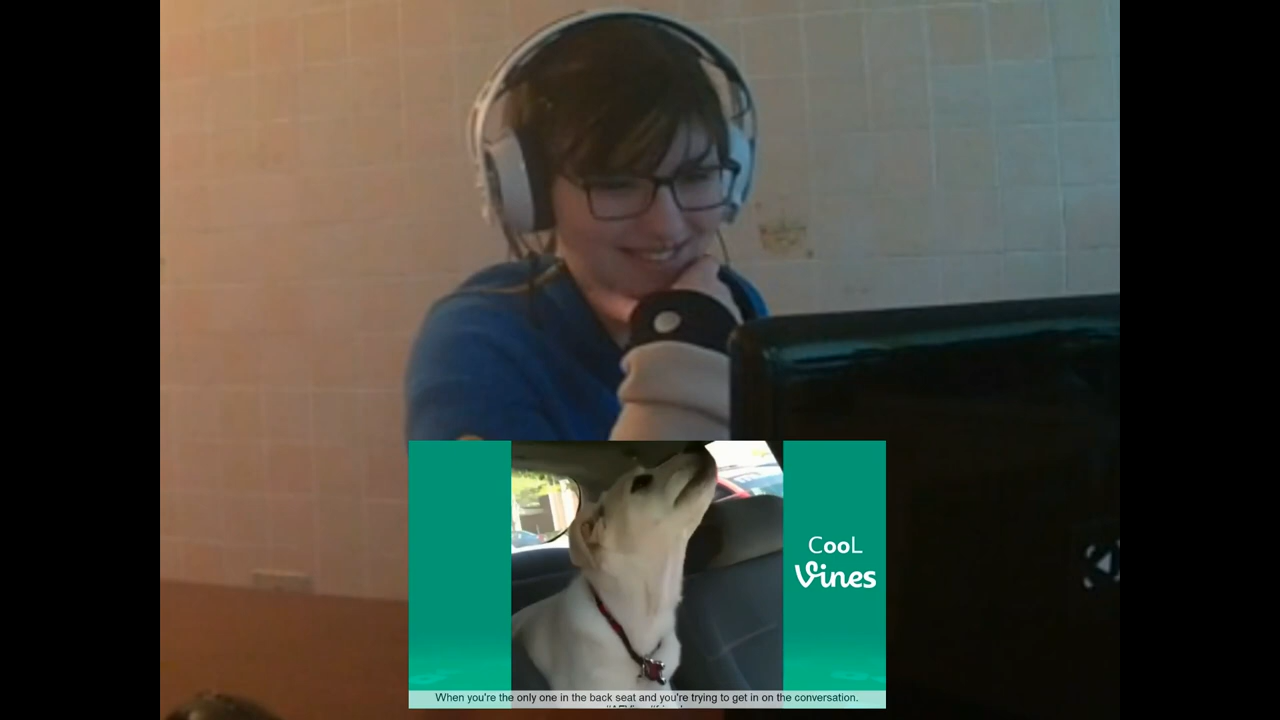 CooL
Vines
When you're the only one in the back seat and you're trying to get in on the conversation.